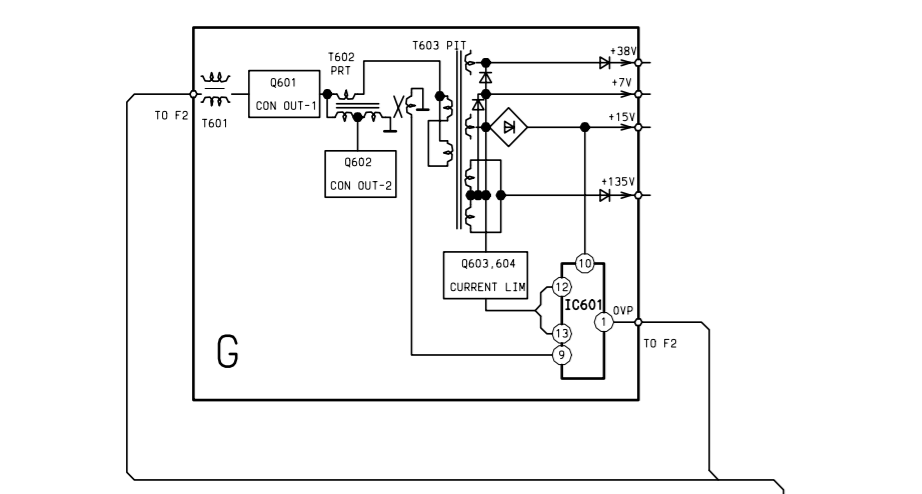 T603 PIT
+38V
T602
PRT
Q601
CON OUT-1
+7V
TO F2
T601
+15V
Q602
CON OUT-2
+135V
Q603,604
CURRENT LIM
10
12
IC601
OVP
1
13
TO F2
9
G